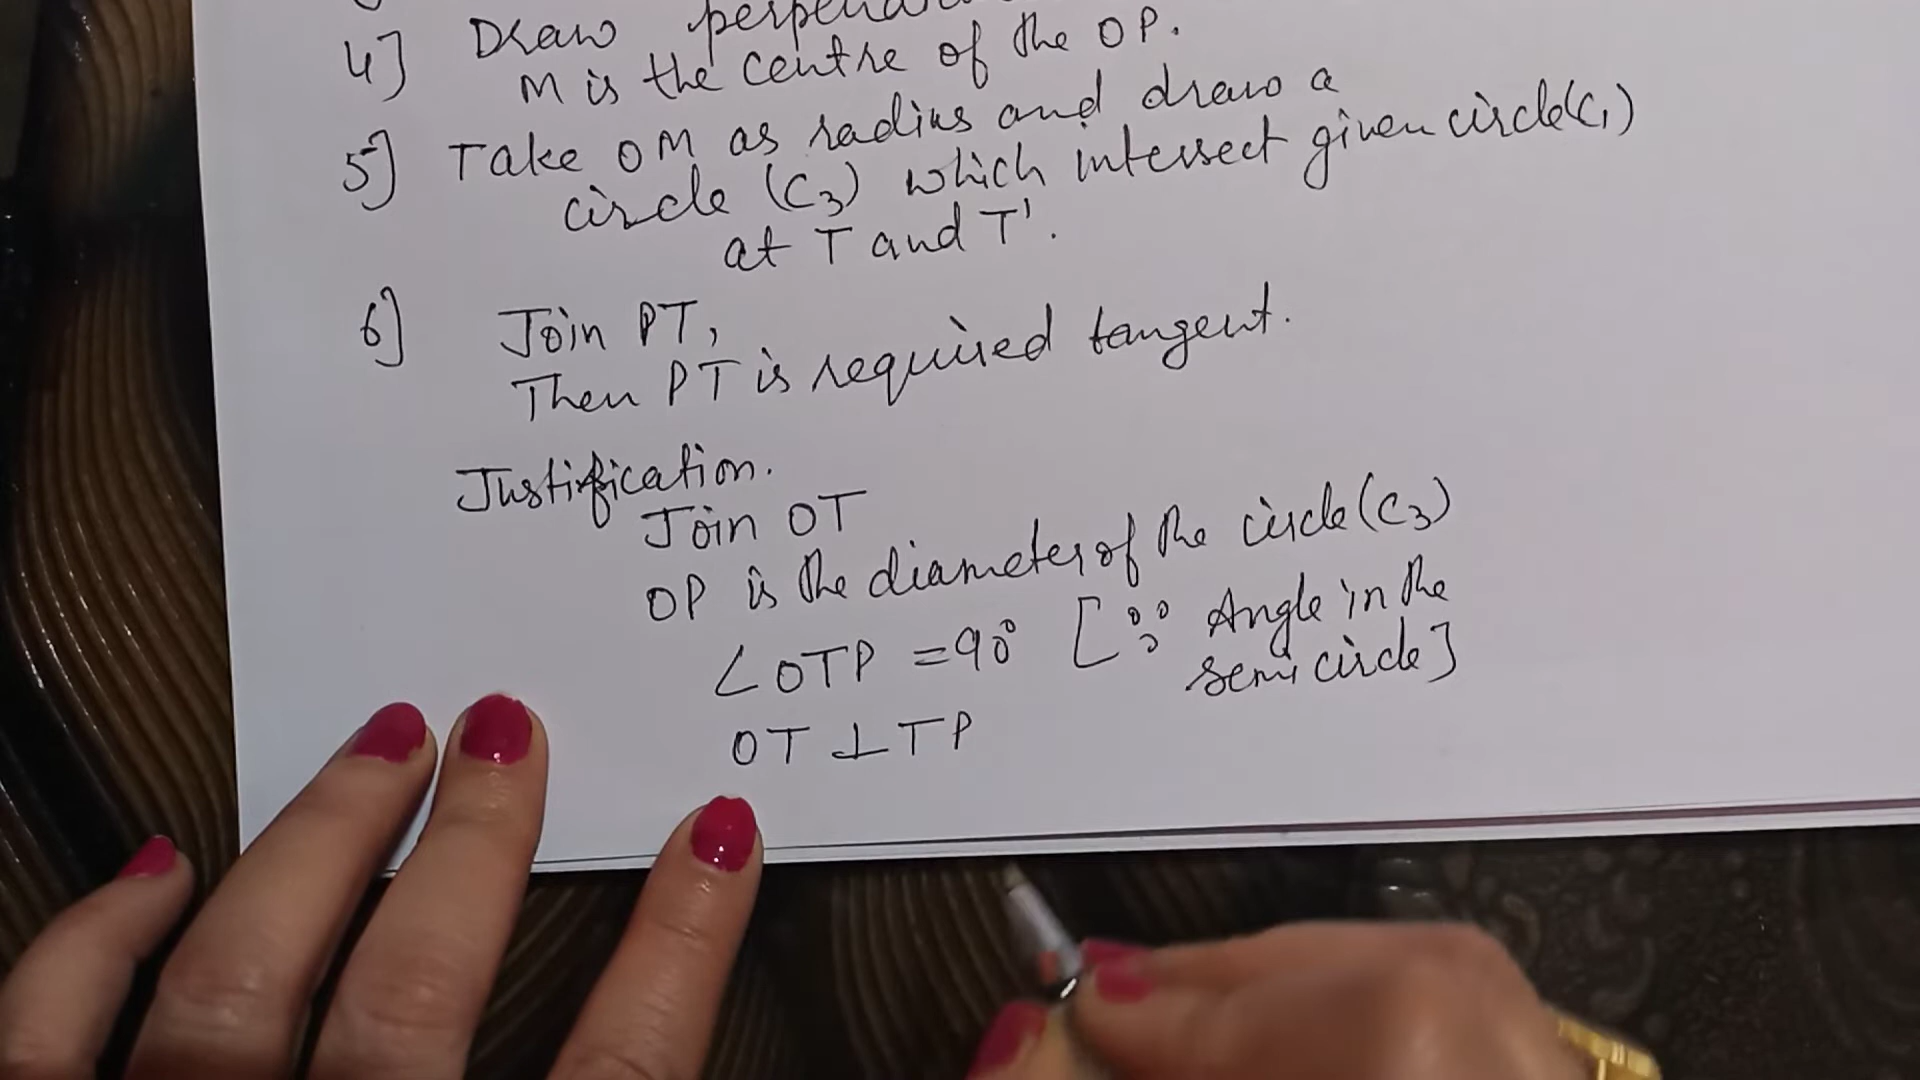 4] Draw
M is the centre of the OP.
5] Take OM as radius and draw a
circle (C3) which intersect given circle(C1)
at T and T'.
6] Join PT,
Then PT is required tangent.
Justification.
Join OT
OP is the diameter of the circle (C3)
∠OTP = 90° [∵ Angle in the
semi circle]
OT ⊥ TP